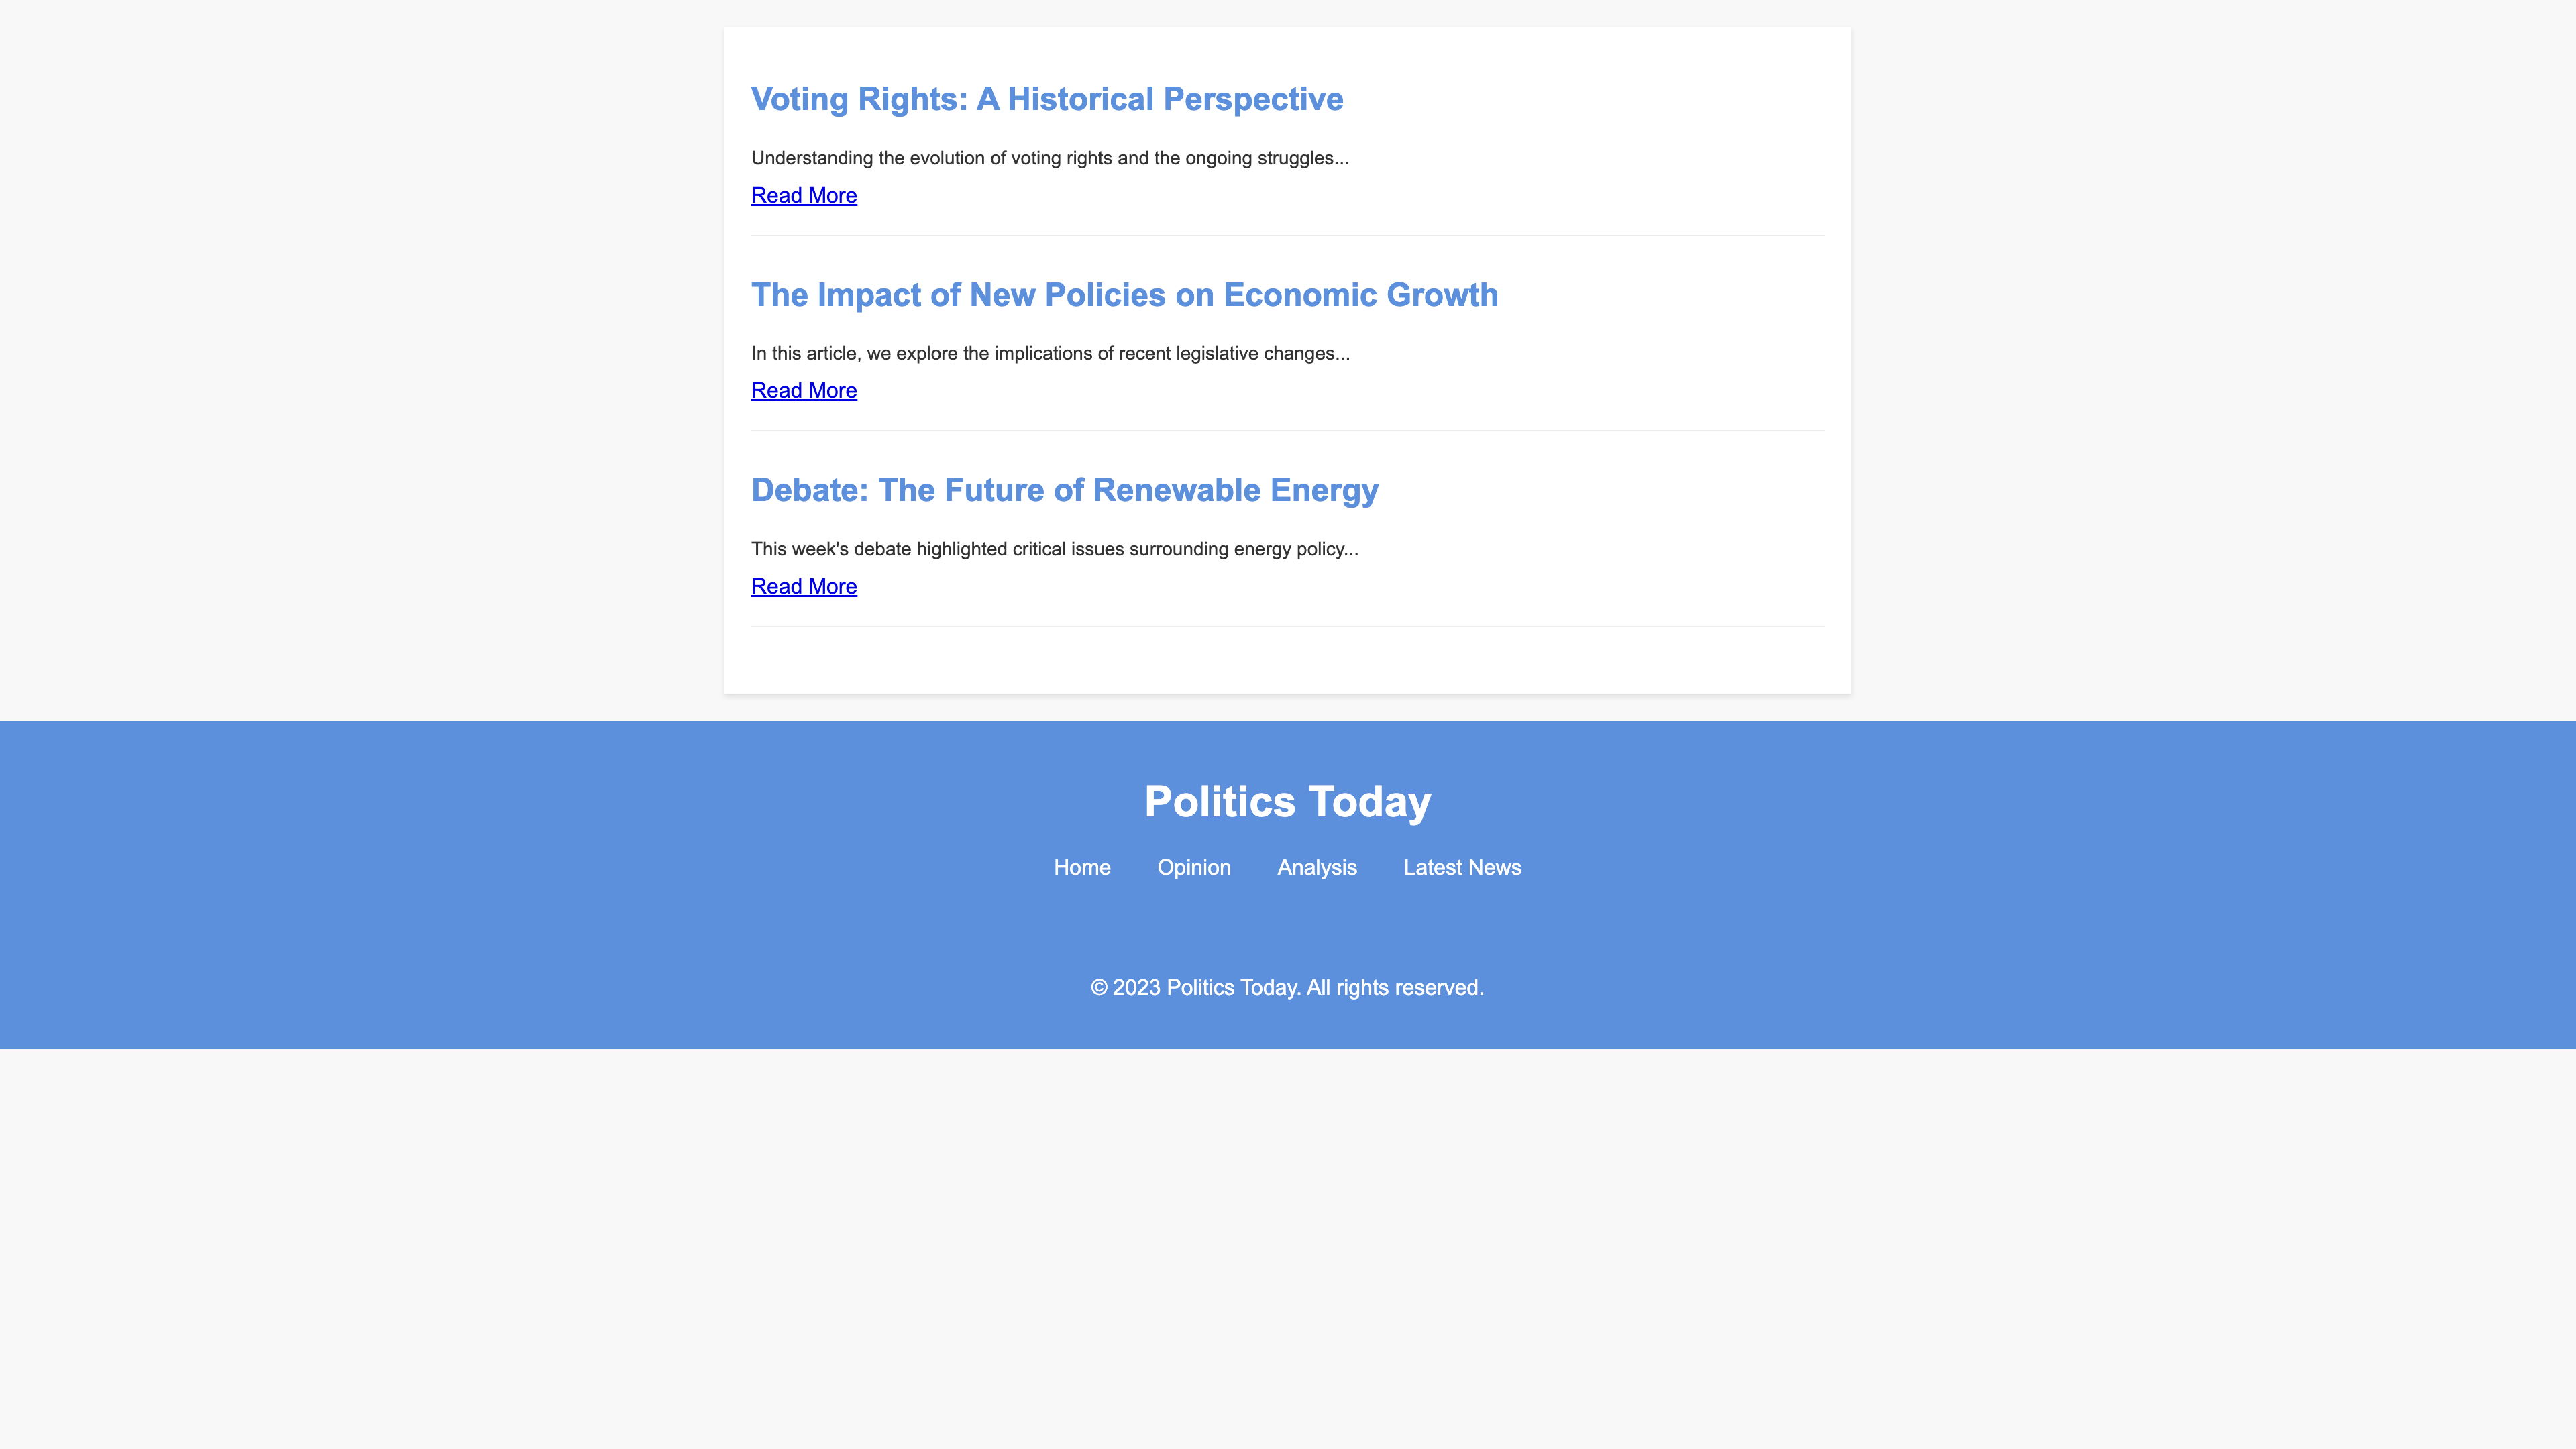 Voting Rights: A Historical Perspective
Understanding the evolution of voting rights and the ongoing struggles...
Read More
The Impact of New Policies on Economic Growth
In this article, we explore the implications of recent legislative changes...
Read More
Debate: The Future of Renewable Energy
This week's debate highlighted critical issues surrounding energy policy...
Read More
Politics Today
Home Opinion Analysis Latest News
© 2023 Politics Today. All rights reserved.